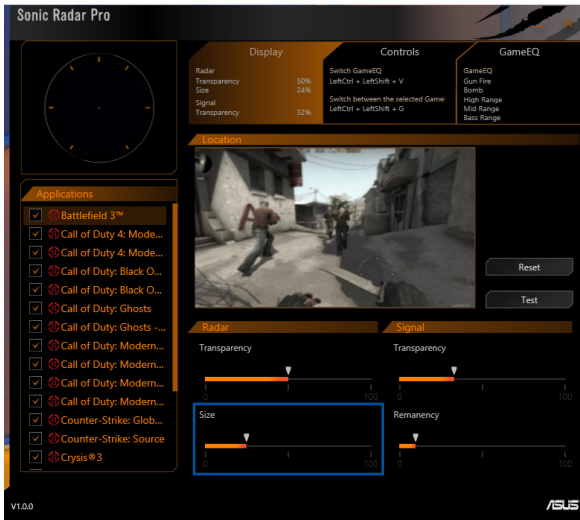 Sonic Radar Pro
Display
Radar
Transparency 50%
Size 24%
Signal
Transparency 32%
Controls
Switch GameEQ
LeftCtrl + LeftShift + V
Switch between the selected Game
LeftCtrl + LeftShift + G
GameEQ
GameEQ
Gun Fire
Bomb
High Range
Mid Range
Bass Range
Location
Applications
Battlefield 3™
Call of Duty 4: Mode...
Call of Duty 4: Mode...
Call of Duty: Black O...
Call of Duty: Black O...
Call of Duty: Ghosts
Call of Duty: Ghosts -...
Call of Duty: Modern...
Call of Duty: Modern...
Call of Duty: Modern...
Call of Duty: Modern...
Counter-Strike: Glob...
Counter-Strike: Source
Crysis®3
Reset
Test
Radar
Transparency
0 1 100
Size
0 1 100
Signal
Transparency
0 1 100
Remanency
0 1 100
V1.0.0
ASUS